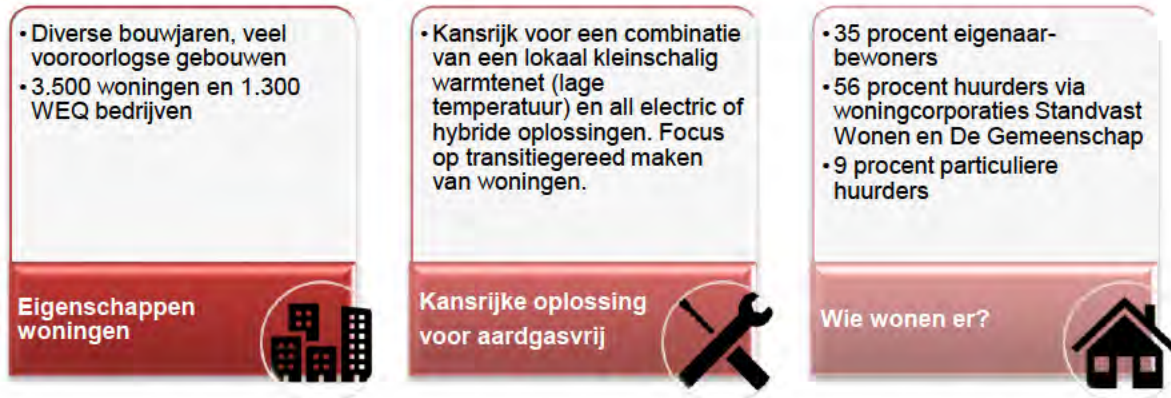 • Diverse bouwjaren, veel
vooroorlogse gebouwen
• 3.500 woningen en 1.300
WEQ bedrijven
Eigenschappen
woningen
• Kansrijk voor een combinatie
van een lokaal kleinschalig
warmtenet (lage
temperatuur) en all electric of
hybride oplossingen. Focus
op transitiegereed maken
van woningen.
Kansrijke oplossing
voor aardgasvrij
• 35 procent eigenaar-
bewoners
• 56 procent huurders via
woningcorporaties Standvast
Wonen en De Gemeenschap
• 9 procent particuliere
huurders
Wie wonen er?